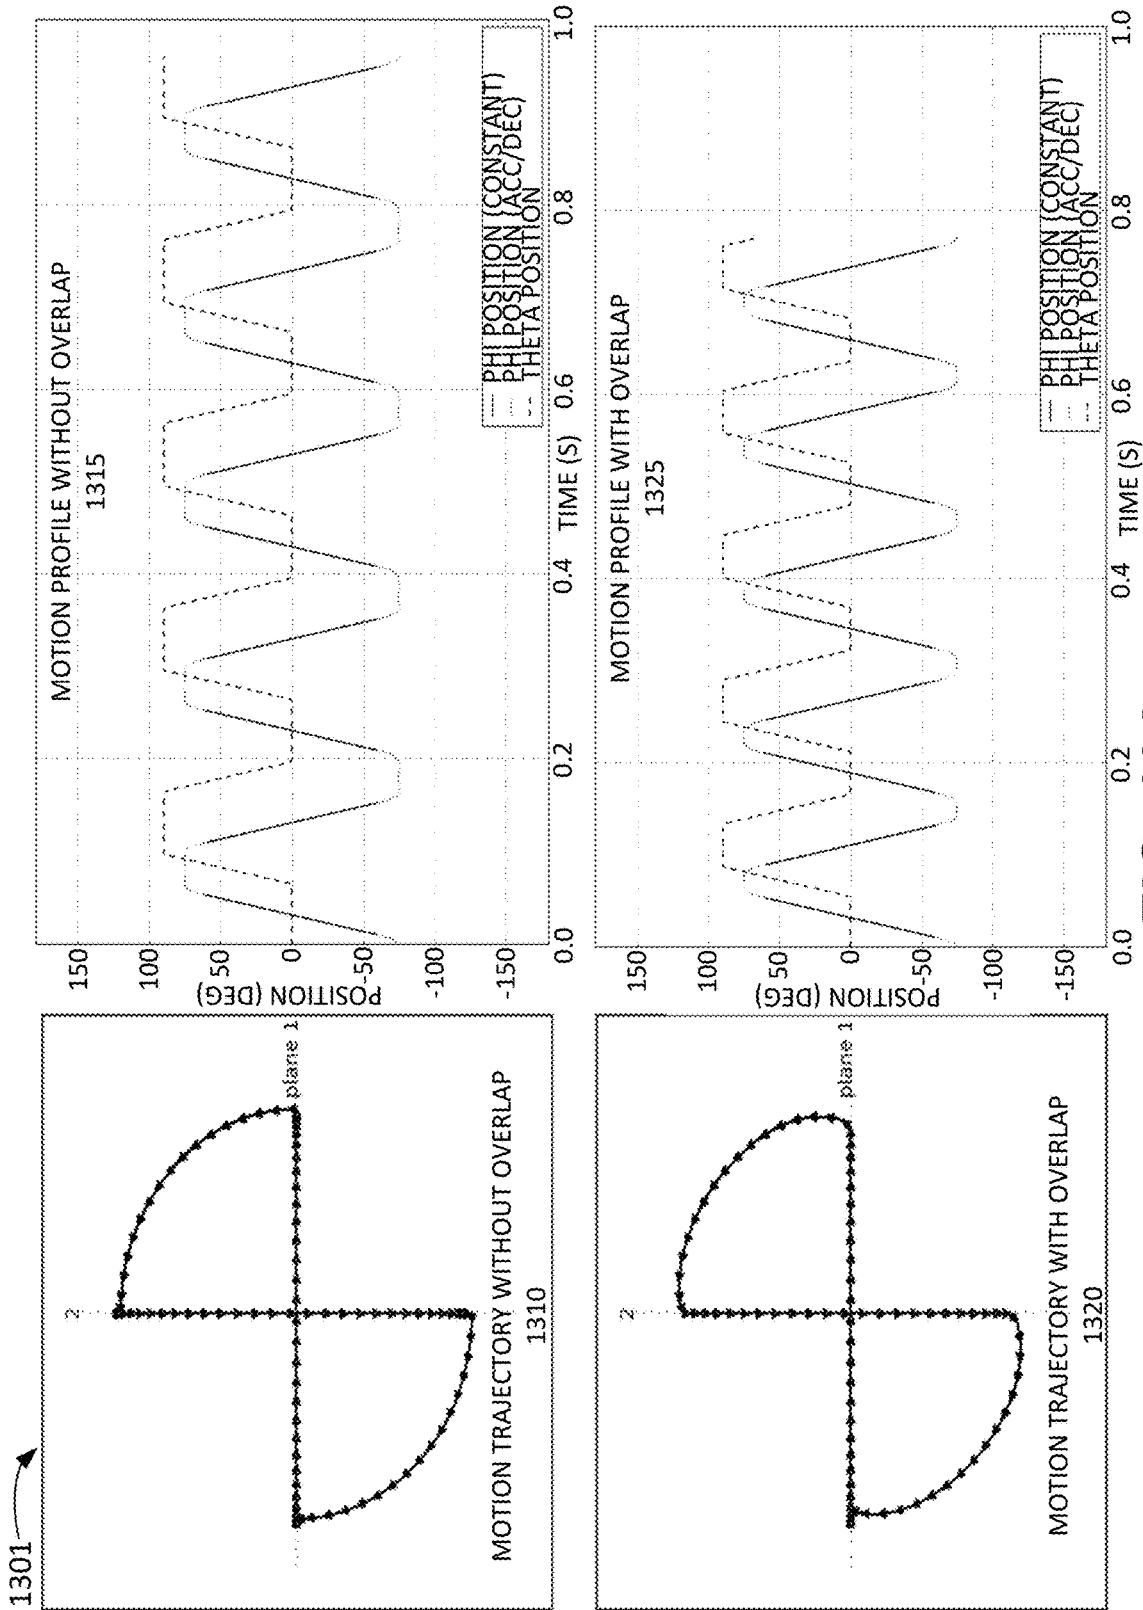 1301
2
plane 1
MOTION TRAJECTORY WITHOUT OVERLAP
1310
MOTION PROFILE WITHOUT OVERLAP
1315
150
100
50
0
-50
-100
-150
POSITION (DEG)
0.0
0.2
0.4
0.6
0.8
1.0
TIME (S)
PHI POSITION (CONSTANT)
PHI POSITION (ACC/DEC)
THETA POSITION
2
plane 1
MOTION TRAJECTORY WITH OVERLAP
1320
MOTION PROFILE WITH OVERLAP
1325
150
100
50
0
-50
-100
-150
POSITION (DEG)
0.0
0.2
0.4
0.6
0.8
1.0
TIME (S)
PHI POSITION (CONSTANT)
PHI POSITION (ACC/DEC)
THETA POSITION